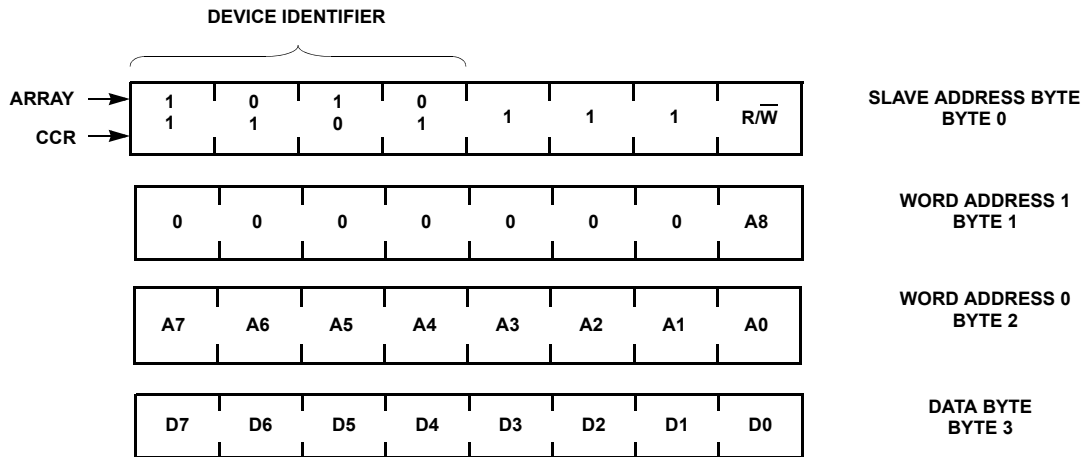 DEVICE IDENTIFIER
ARRAY
CCR
1 0 1 0
1 1 0 1
1 1 1 R/W̅
SLAVE ADDRESS BYTE
BYTE 0
0 0 0 0 0 0 0 A8
WORD ADDRESS 1
BYTE 1
A7 A6 A5 A4 A3 A2 A1 A0
WORD ADDRESS 0
BYTE 2
D7 D6 D5 D4 D3 D2 D1 D0
DATA BYTE
BYTE 3